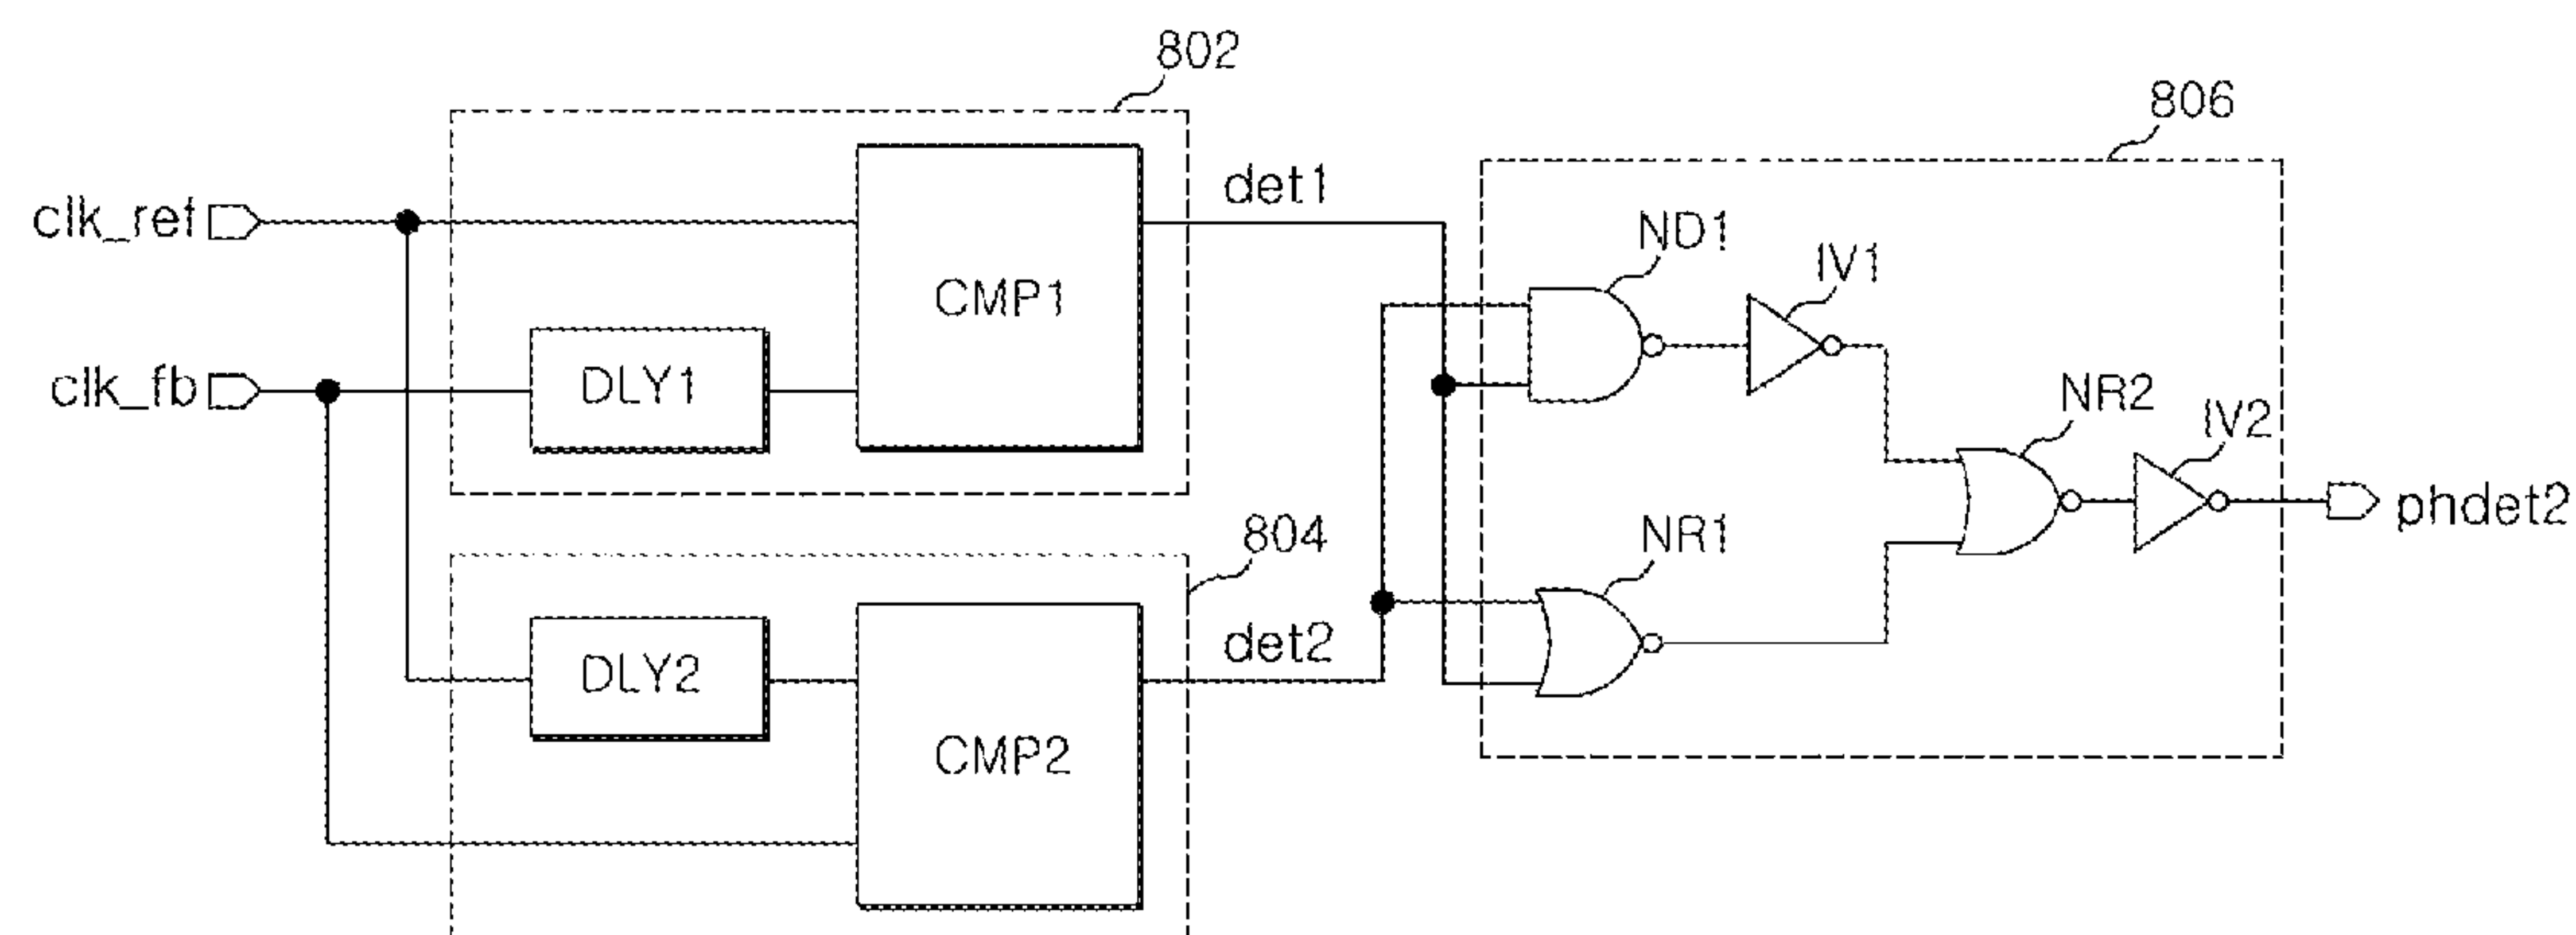 802
806
clk_ref
det1
ND1
IV1
CMP1
clk_fb
DLY1
NR2
IV2
phdet2
804
NR1
det2
DLY2
CMP2